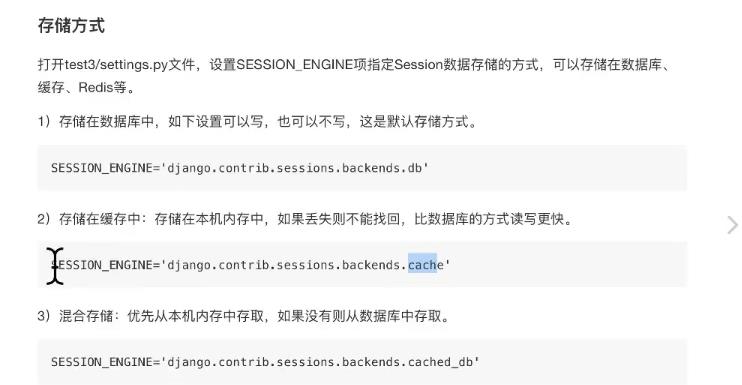 存储方式
打开test3/settings.py文件，设置SESSION_ENGINE项指定Session数据存储的方式，可以存储在数据库、
缓存、Redis等。
1）存储在数据库中，如下设置可以写，也可以不写，这是默认存储方式。
SESSION_ENGINE='django.contrib.sessions.backends.db'
2）存储在缓存中：存储在本机内存中，如果丢失则不能找回，比数据库的方式读写更快。
SESSION_ENGINE='django.contrib.sessions.backends.cache'
3）混合存储：优先从本机内存中存取，如果没有则从数据库中存取。
SESSION_ENGINE='django.contrib.sessions.backends.cached_db'